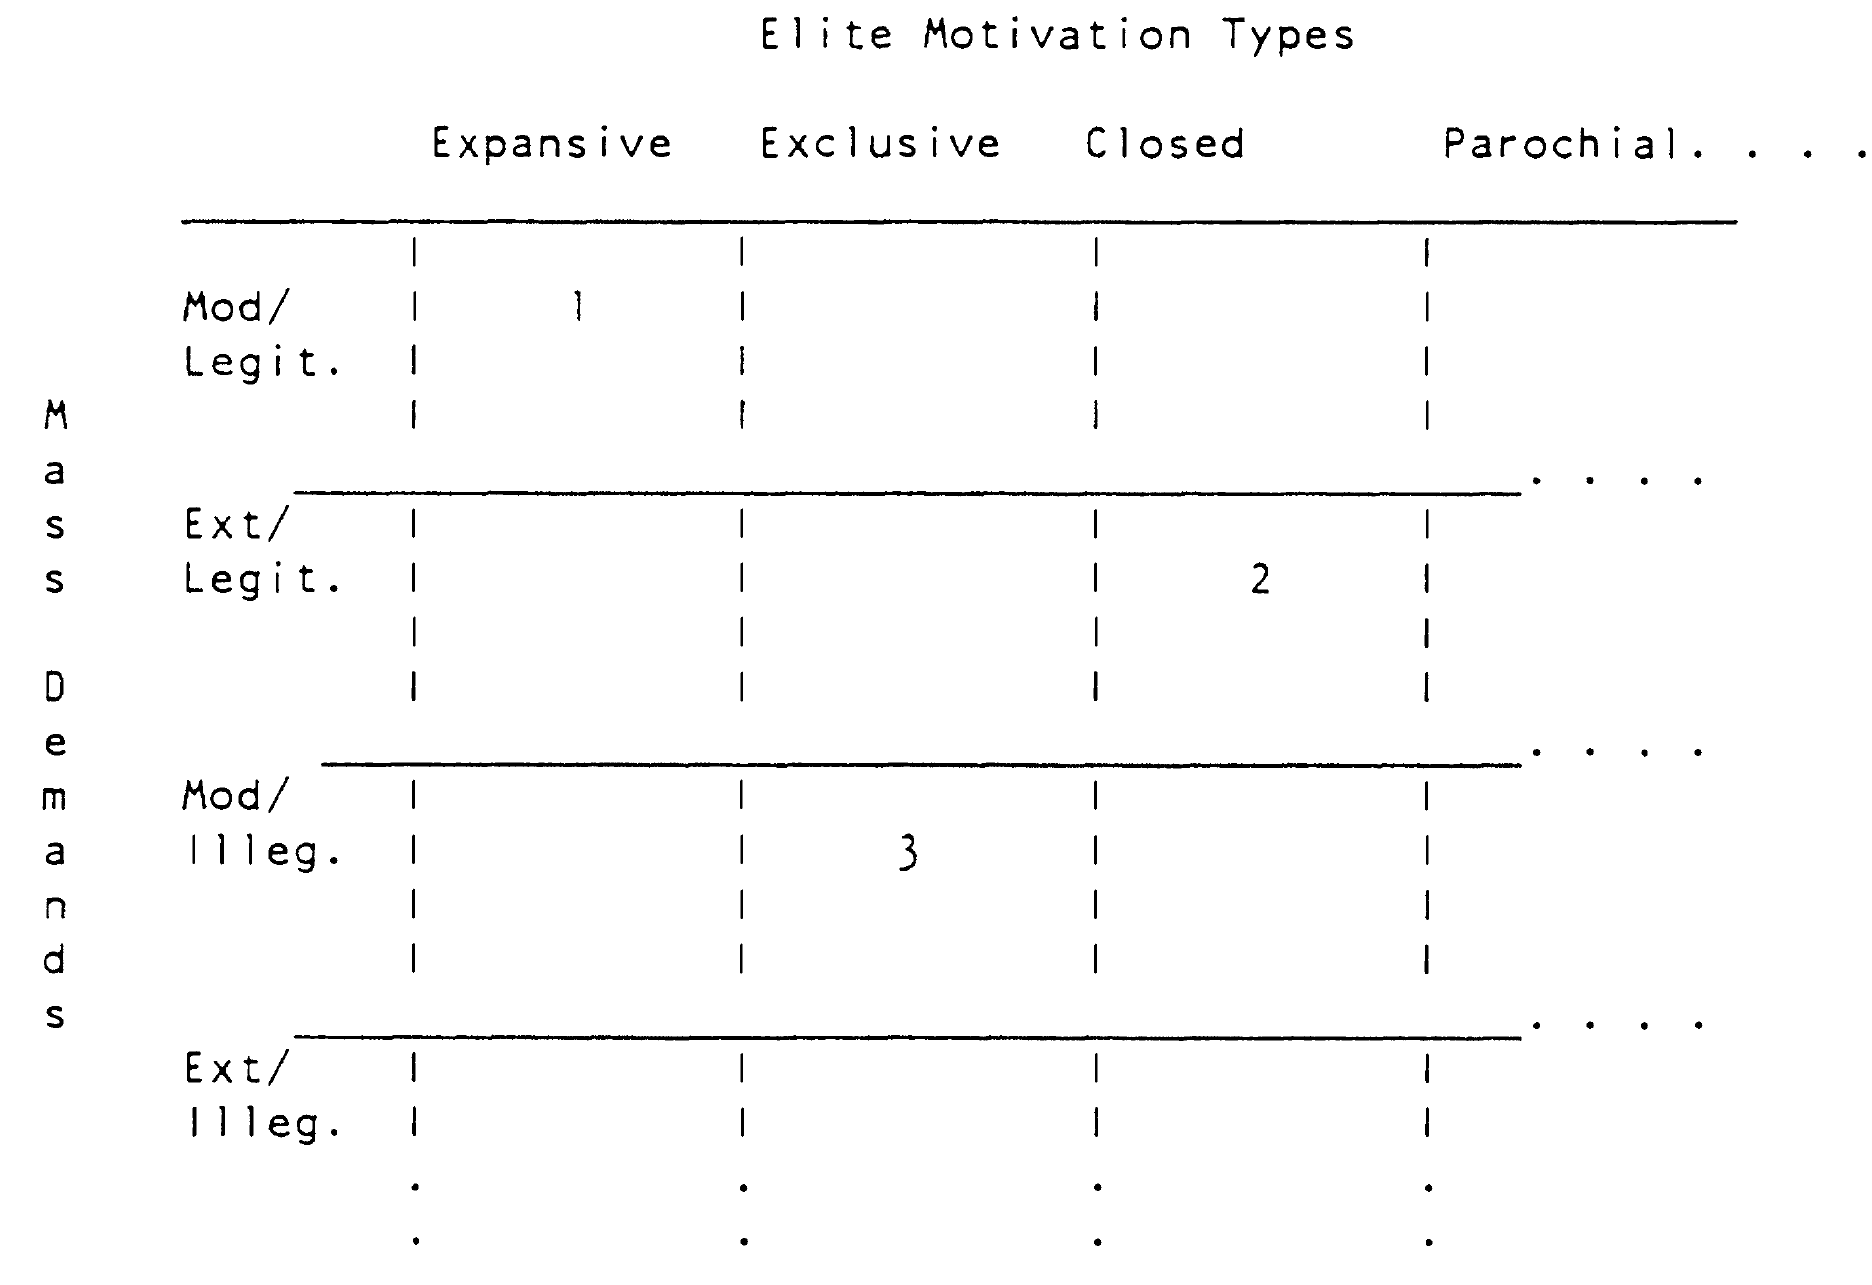 Elite Motivation Types
Expansive Exclusive Closed Parochial. . . .
Mass Demands
Mod/ 1
Legit.
. . . .
Ext/
Legit. 2
. . . .
Mod/
Illeg. 3
. . . .
Ext/
Illeg.
. . . .
. . . .